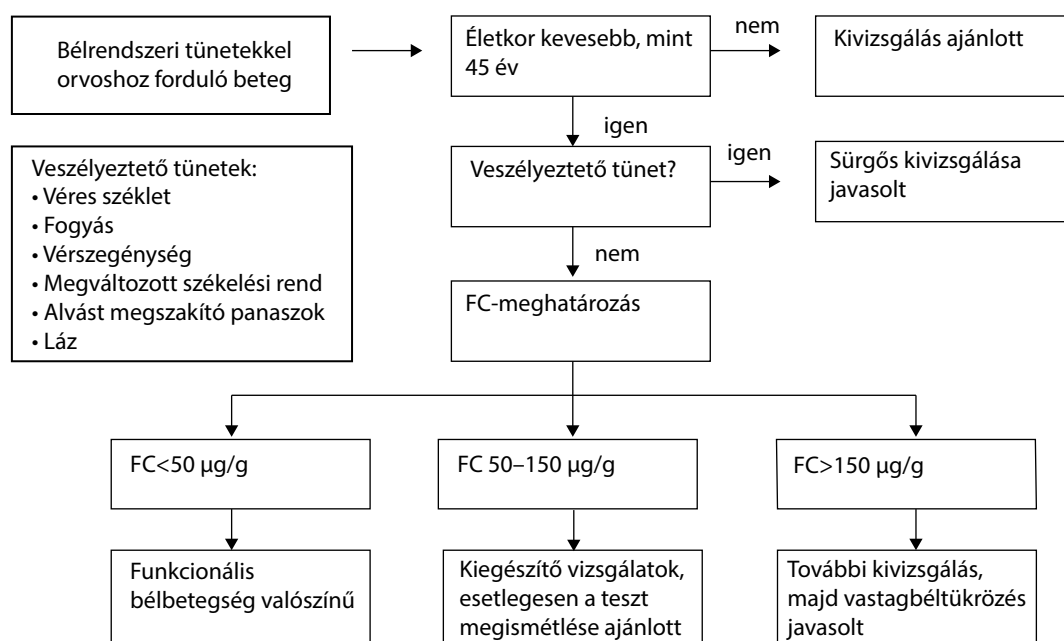 Bélrendszeri tünetekkel
orvoshoz forduló beteg
Életkor kevesebb, mint
45 év
nem
Kivizsgálás ajánlott
igen
Veszélyeztető tünetek:
• Véres széklet
• Fogyás
• Vérszegénység
• Megváltozott székelési rend
• Alvást megszakító panaszok
• Láz
Veszélyeztető tünet?
igen
Sürgős kivizsgálása
javasolt
nem
FC-meghatározás
FC<50 μg/g
FC 50–150 μg/g
FC>150 μg/g
Funkcionális
bélbetegség valószínű
Kiegészítő vizsgálatok,
esetlegesen a teszt
megismétlése ajánlott
További kivizsgálás,
majd vastagbéltükrözés
javasolt